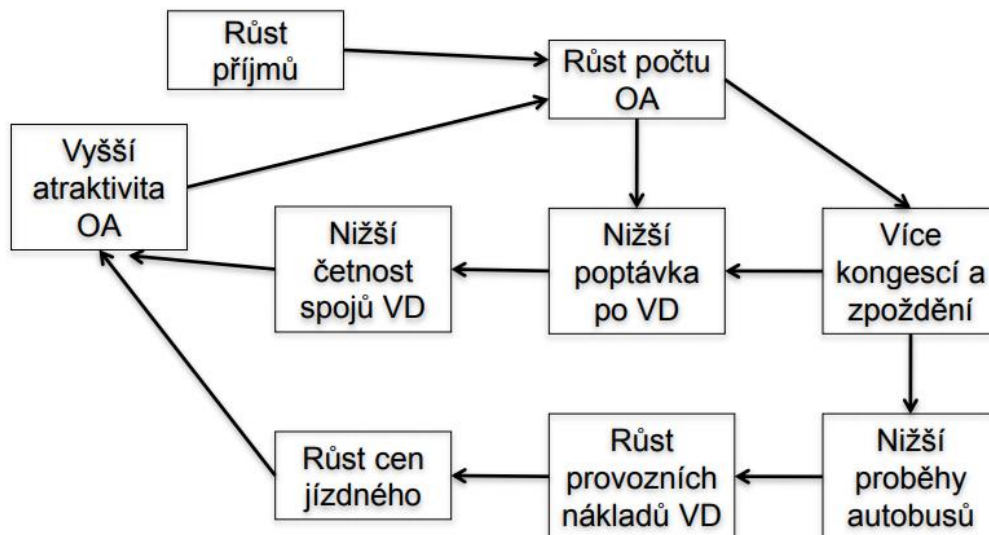 Růst
příjmů
Růst počtu
OA
Vyšší
atraktivita
OA
Nižší
četnost
spojů VD
Nižší
poptávka
po VD
Více
kongescí a
zpoždění
Růst cen
jízdného
Růst
provozních
nákladů VD
Nižší
proběhy
autobusů